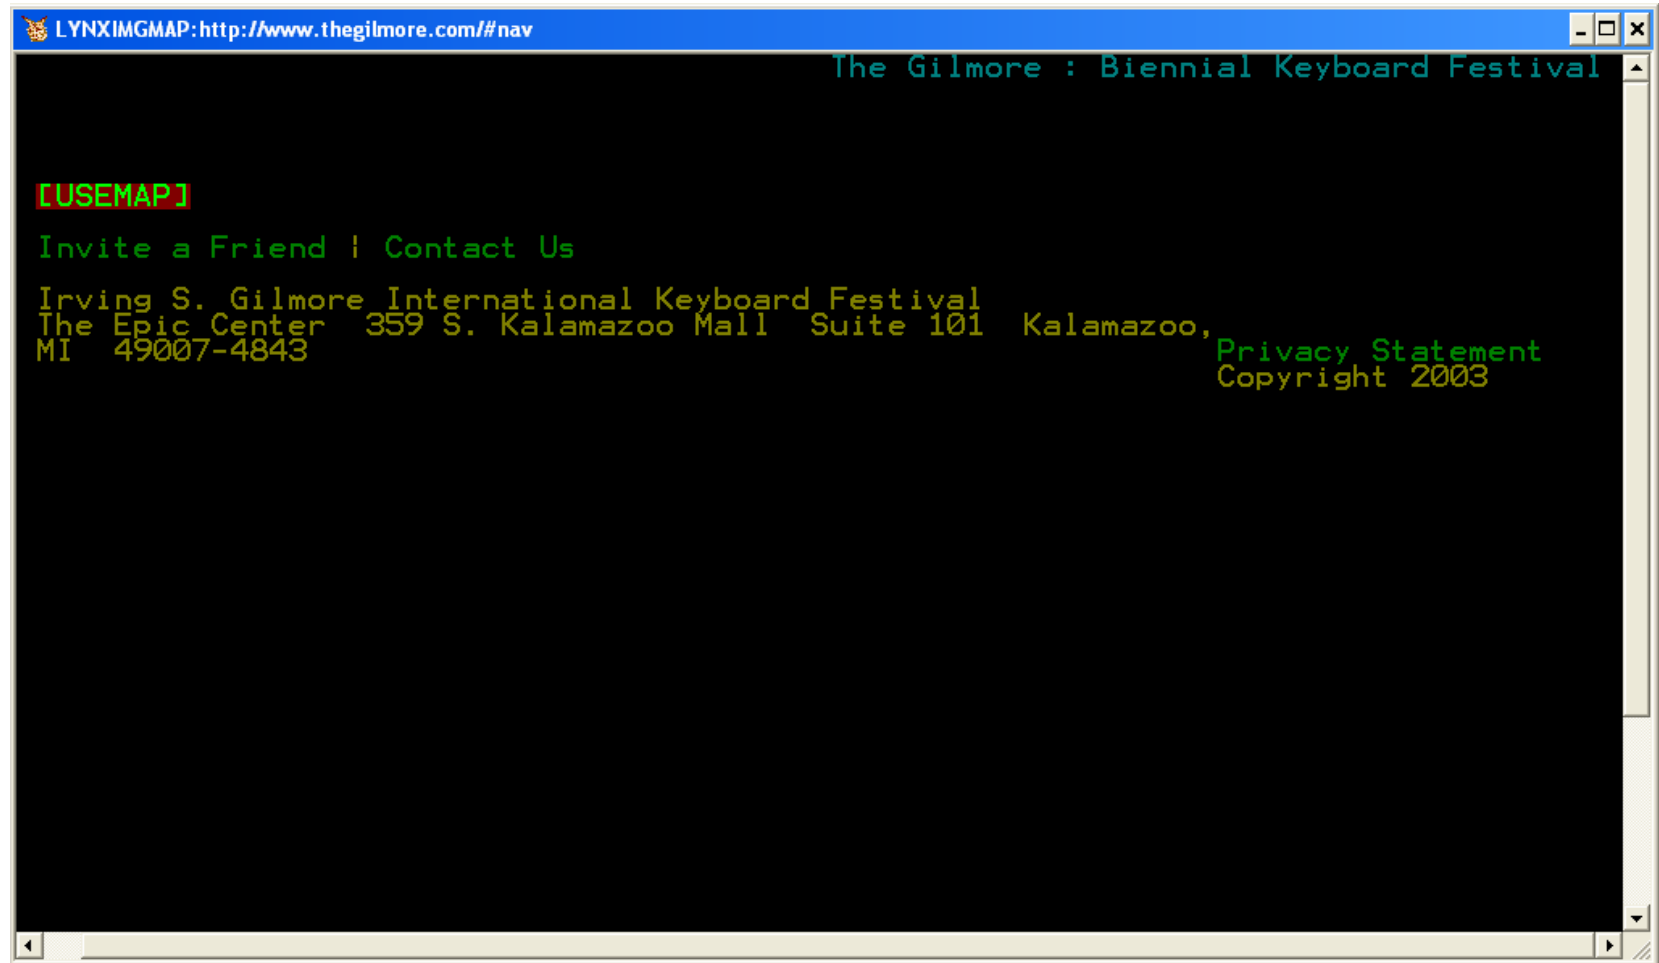 LYNXIMGMAP:http://www.thegilmore.com/#nav
The Gilmore : Biennial Keyboard Festival
[USEMAP]
Invite a Friend | Contact Us
Irving S. Gilmore International Keyboard Festival
The Epic Center  359 S. Kalamazoo Mall  Suite 101  Kalamazoo,
MI  49007-4843
Privacy Statement
Copyright 2003